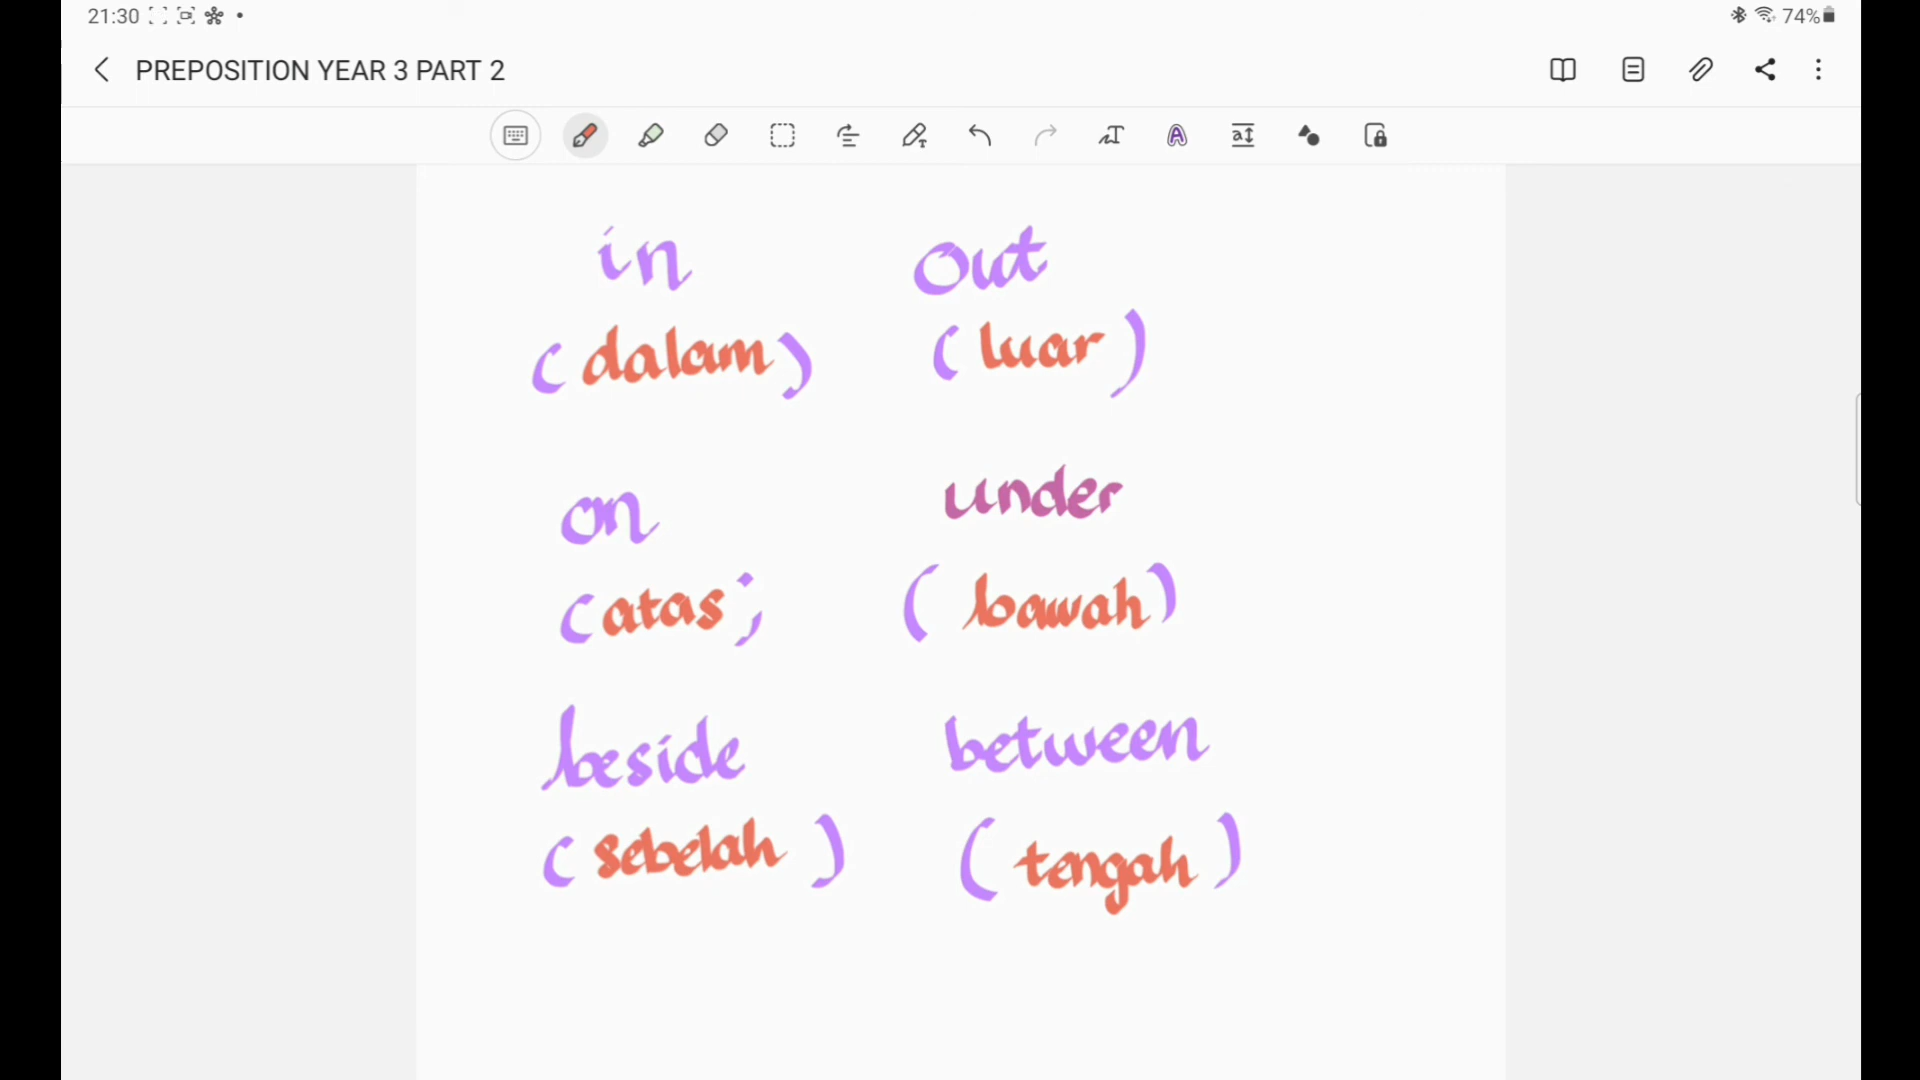 21:30 74%
PREPOSITION YEAR 3 PART 2
in out
(dalam) (luar)
on under
(atas; (bawah)
beside between
(sebelah) (tengah)